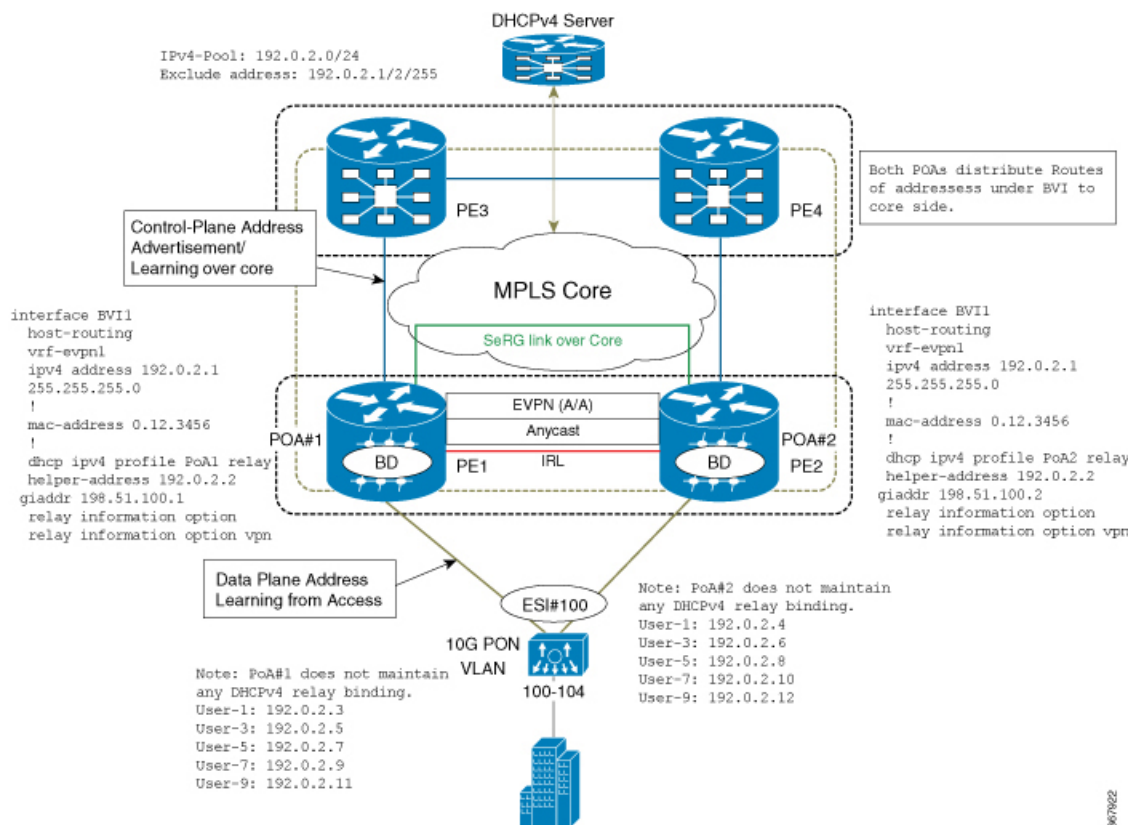 DHCPv4 Server
IPv4-Pool: 192.0.2.0/24
Exclude address: 192.0.2.1/2/255
PE3
PE4
Both POAs distribute Routes
of addressess under BVI to
core side.
Control-Plane Address
Advertisement/
Learning over core
MPLS Core
SeRG link over Core
interface BVI1
host-routing
vrf-evpn1
ipv4 address 192.0.2.1
255.255.255.0
!
mac-address 0.12.3456
!
dhcp ipv4 profile PoA1 relay
helper-address 192.0.2.2
giaddr 198.51.100.1
relay information option
relay information option vpn
interface BVI1
host-routing
vrf-evpn1
ipv4 address 192.0.2.1
255.255.255.0
!
mac-address 0.12.3456
!
dhcp ipv4 profile PoA2 relay
helper-address 192.0.2.2
giaddr 198.51.100.2
relay information option
relay information option vpn
EVPN (A/A)
Anycast
IRL
POA#1
BD
PE1
POA#2
BD
PE2
Data Plane Address
Learning from Access
ESI#100
10G PON
VLAN
100-104
Note: PoA#2 does not maintain
any DHCPv4 relay binding.
User-1: 192.0.2.4
User-3: 192.0.2.6
User-5: 192.0.2.8
User-7: 192.0.2.10
User-9: 192.0.2.12
Note: PoA#1 does not maintain
any DHCPv4 relay binding.
User-1: 192.0.2.3
User-3: 192.0.2.5
User-5: 192.0.2.7
User-7: 192.0.2.9
User-9: 192.0.2.11